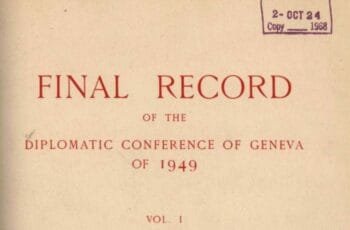 2-OCT 24
Copy 1968
FINAL RECORD
OF THE
DIPLOMATIC CONFERENCE OF GENEVA
OF 1949
VOL. I